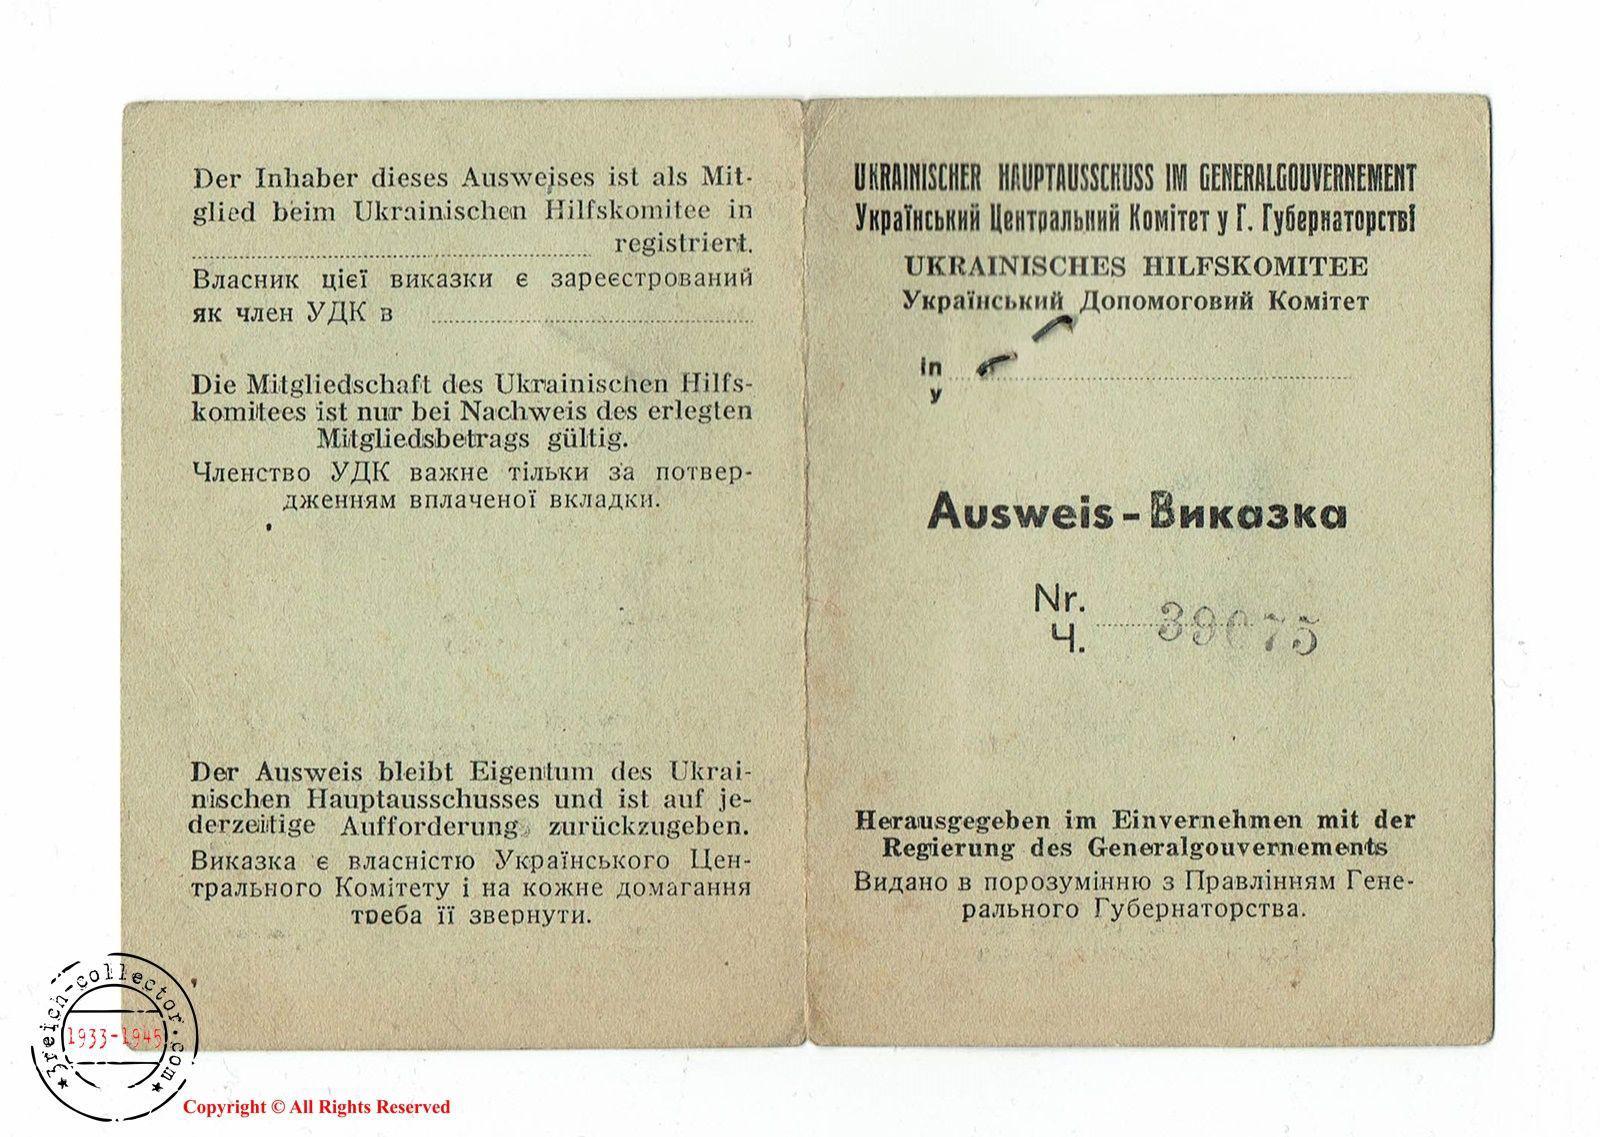 Der Inhaber dieses Ausweises ist als Mit-
glied beim Ukrainischen Hilfskomitee in
registriert.
Власник цієї виказки є зареєстрований
як член УДК в
Die Mitgliedschaft des Ukrainischen Hilfs-
komitees ist nur bei Nachweis des erlegten
Mitgliedsbetrags gültig.
Членство УДК важне тільки за потвер-
дженням вплаченої вкладки.
Der Ausweis bleibt Eigentum des Ukrai-
nischen Hauptausschusses und ist auf je-
derzeitige Aufforderung zurückzugeben.
Виказка є власністю Українського Цен-
трального Комітету і на кожне домагання
треба її звернути.
UKRAINISCHER HAUPTAUSSCHUSS IM GENERALGOUVERNEMENT
Український Центральний Комітет у Г. Губернаторстві
UKRAINISCHES HILFSKOMITEE
Український Допомоговий Комітет
in
у
Ausweis - Виказка
Nr.
Ч.
39075
Herausgegeben im Einvernehmen mit der
Regierung des Generalgouvernements
Видано в порозумінню з Правлінням Гене-
рального Губернаторства.
3reich-collector.com
1933-1945
Copyright © All Rights Reserved